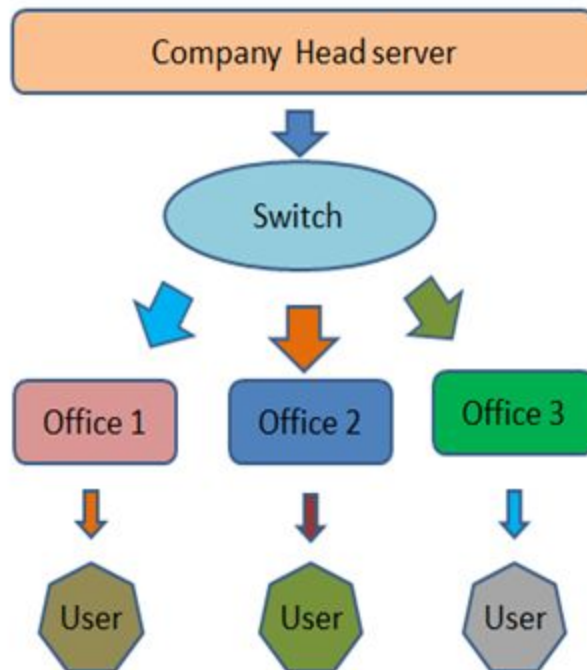 Company Head server
Switch
Office 1
Office 2
Office 3
User
User
User